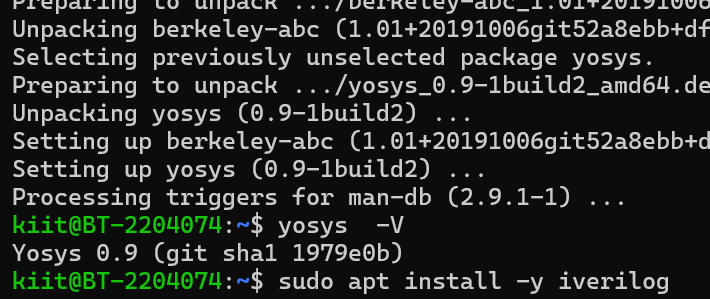 Preparing to unpack .../berkeley-abc_1.01+20191006
Unpacking berkeley-abc (1.01+20191006git52a8ebb+df
Selecting previously unselected package yosys.
Preparing to unpack .../yosys_0.9-1build2_amd64.de
Unpacking yosys (0.9-1build2) ...
Setting up berkeley-abc (1.01+20191006git52a8ebb+d
Setting up yosys (0.9-1build2) ...
Processing triggers for man-db (2.9.1-1) ...
kiit@BT-2204074:~$ yosys  -V
Yosys 0.9 (git sha1 1979e0b)
kiit@BT-2204074:~$ sudo apt install -y iverilog